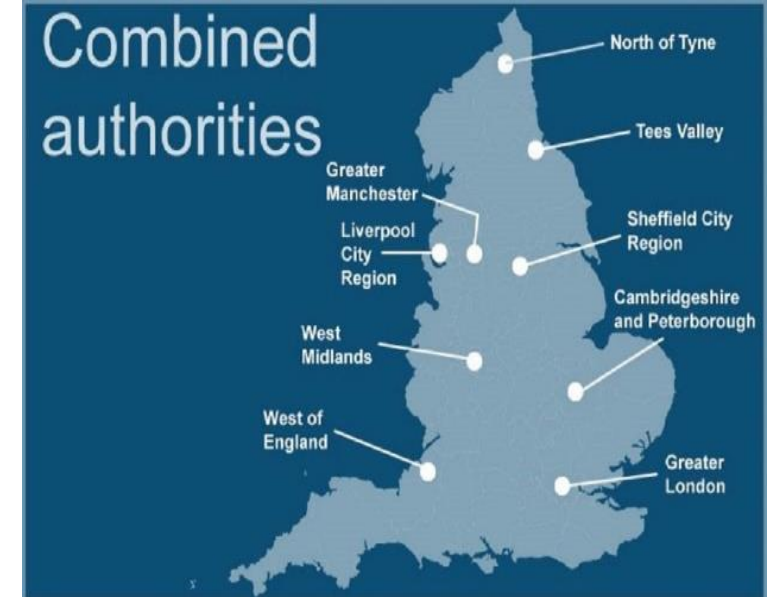 Combined
authorities
North of Tyne
Tees Valley
Greater
Manchester
Liverpool
City
Region
Sheffield City
Region
Cambridgeshire
and Peterborough
West
Midlands
West of
England
Greater
London